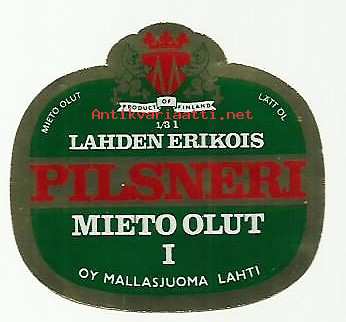 MIETO OLUT
LÄTT ÖL
PRODUCT OF FINLAND
Antikvariaatti.net
1/3 l
LAHDEN ERIKOIS
PILSNERI
MIETO OLUT
I
OY MALLASJUOMA LAHTI